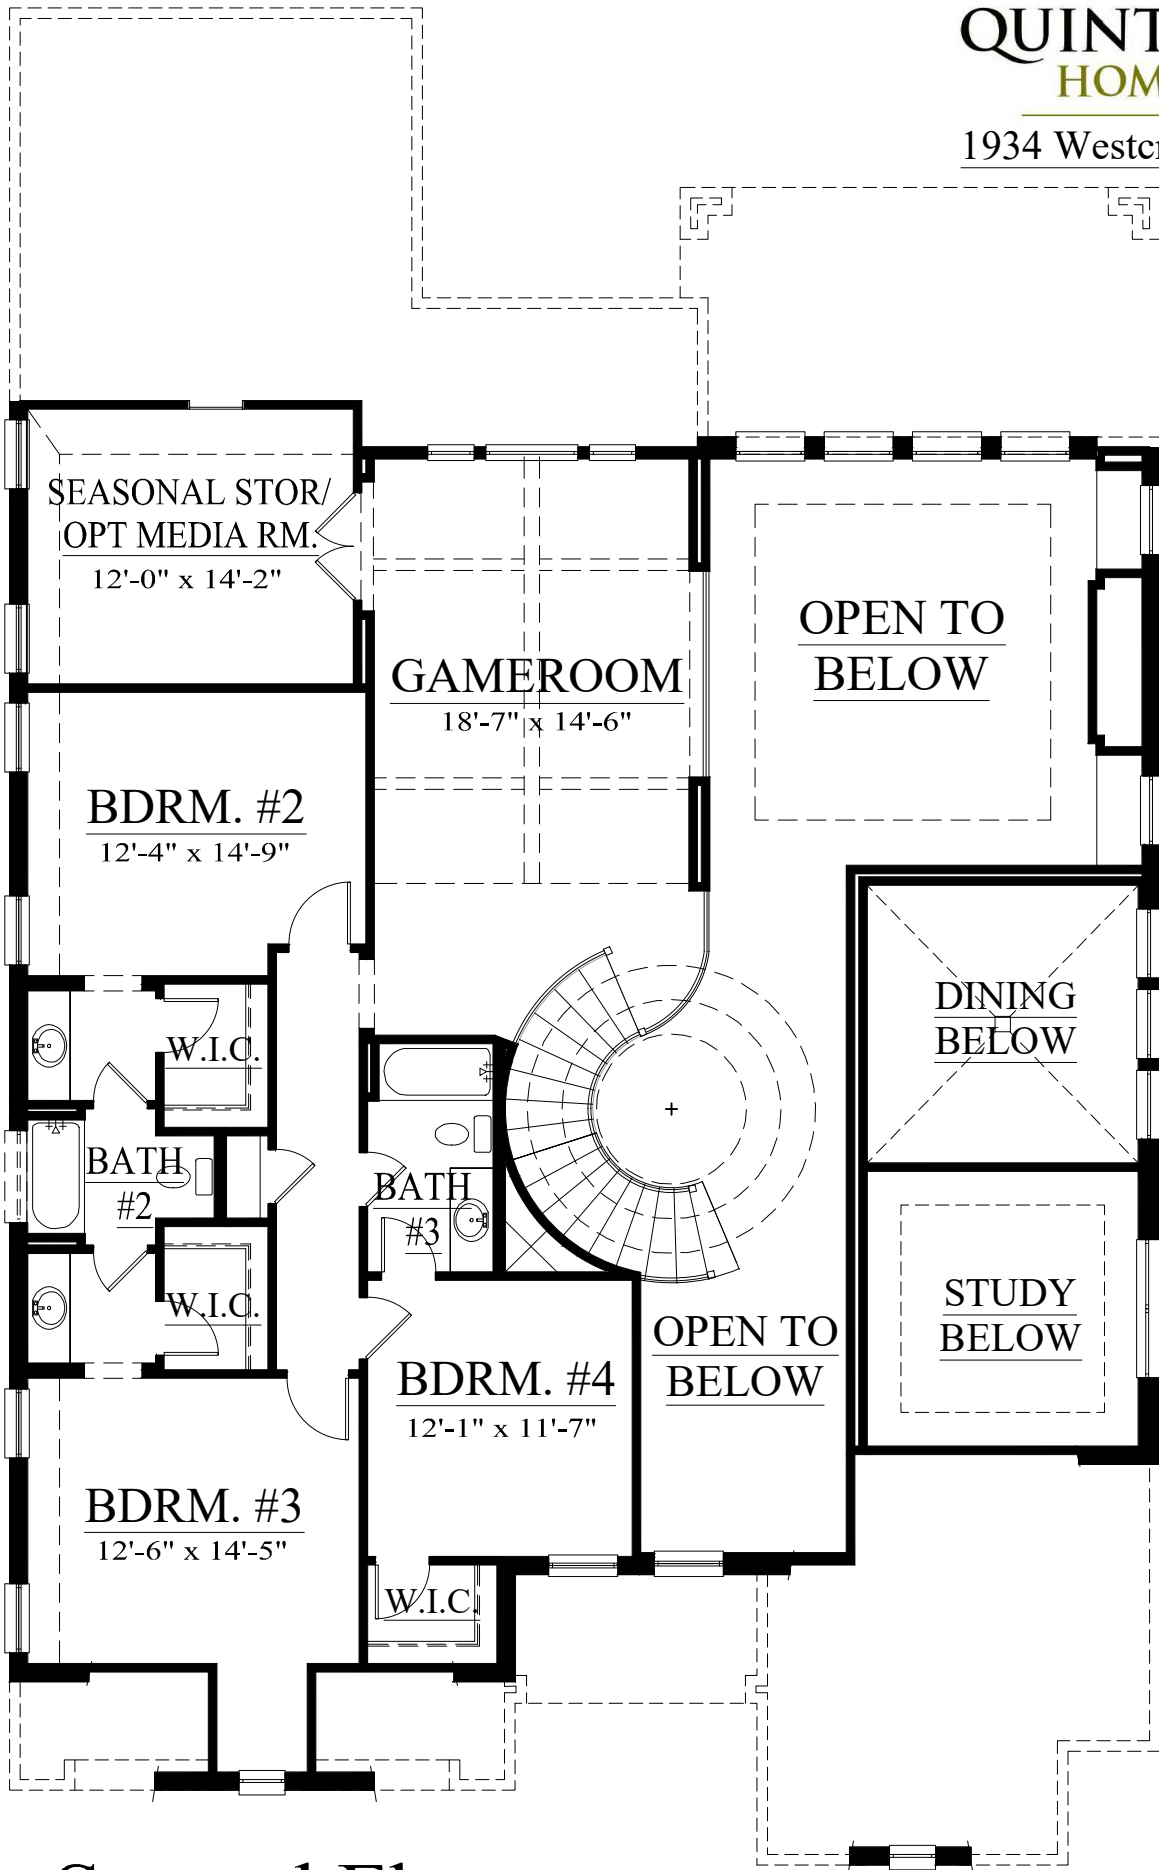 QUINT
HOM
1934 Westcr
SEASONAL STOR/
OPT MEDIA RM.
12'-0" x 14'-2"
OPEN TO
BELOW
GAMEROOM
18'-7" x 14'-6"
BDRM. #2
12'-4" x 14'-9"
DINING
BELOW
W.I.C.
BATH
#2
BATH
#3
W.I.C.
STUDY
BELOW
OPEN TO
BELOW
BDRM. #4
12'-1" x 11'-7"
BDRM. #3
12'-6" x 14'-5"
W.I.C.